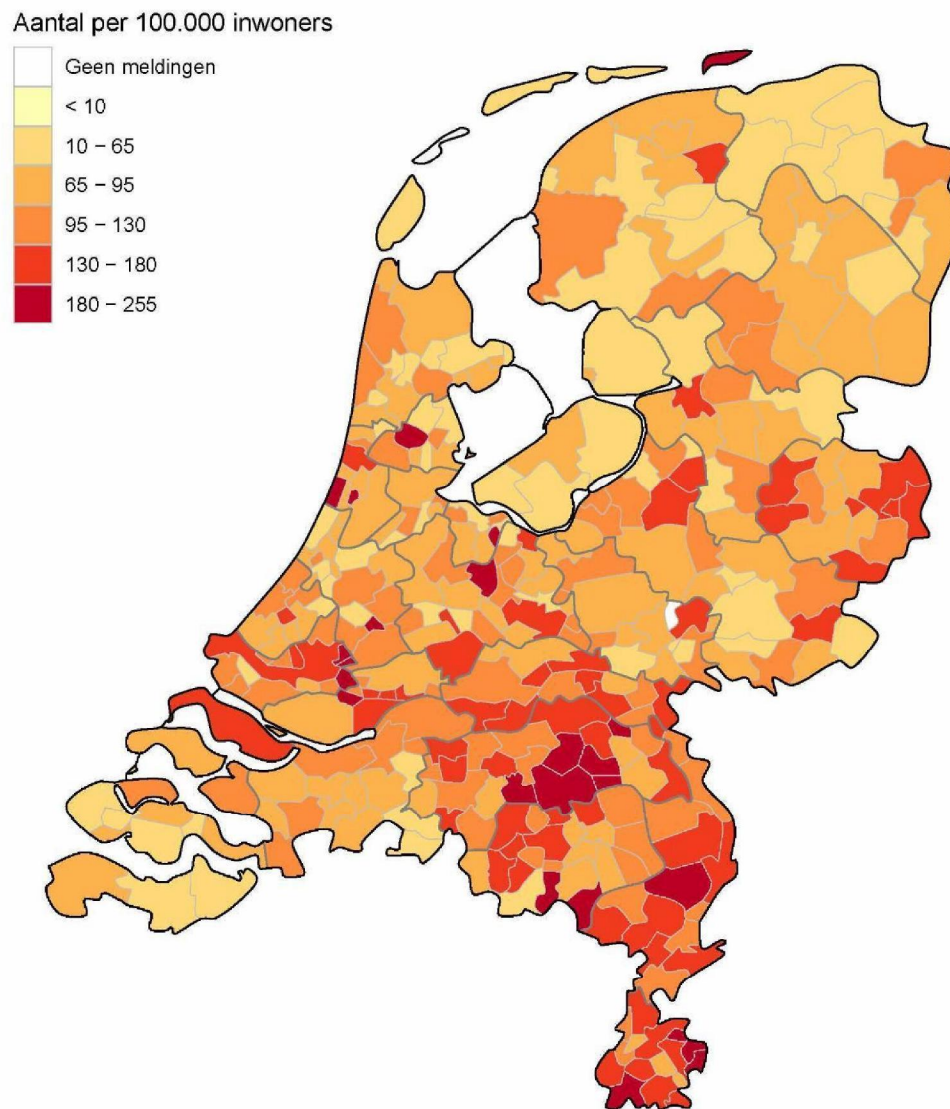 Aantal per 100.000 inwoners
Geen meldingen
< 10
10 − 65
65 − 95
95 − 130
130 − 180
180 − 255